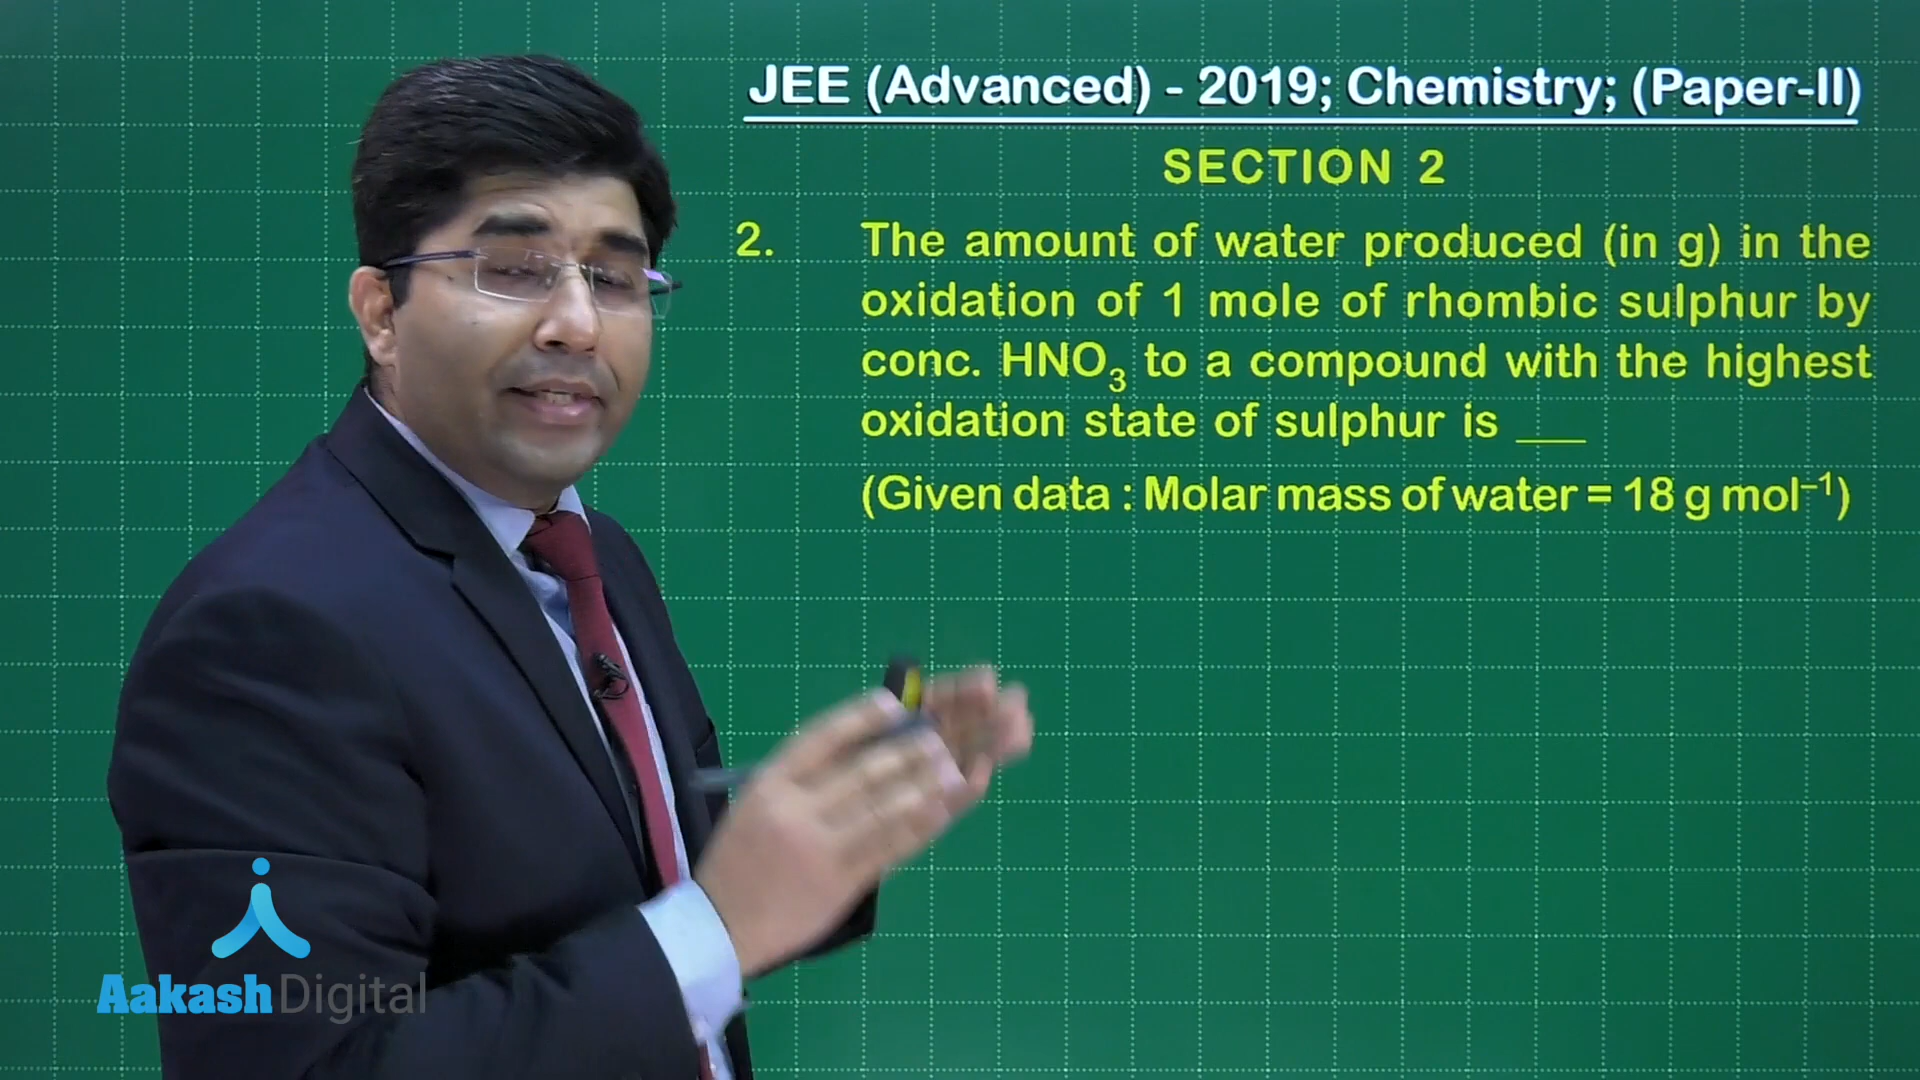 JEE (Advanced) - 2019; Chemistry; (Paper-II)
SECTION 2
2. The amount of water produced (in g) in the
oxidation of 1 mole of rhombic sulphur by
conc. HNO₃ to a compound with the highest
oxidation state of sulphur is ___
(Given data : Molar mass of water = 18 g mol⁻¹)
Aakash Digital